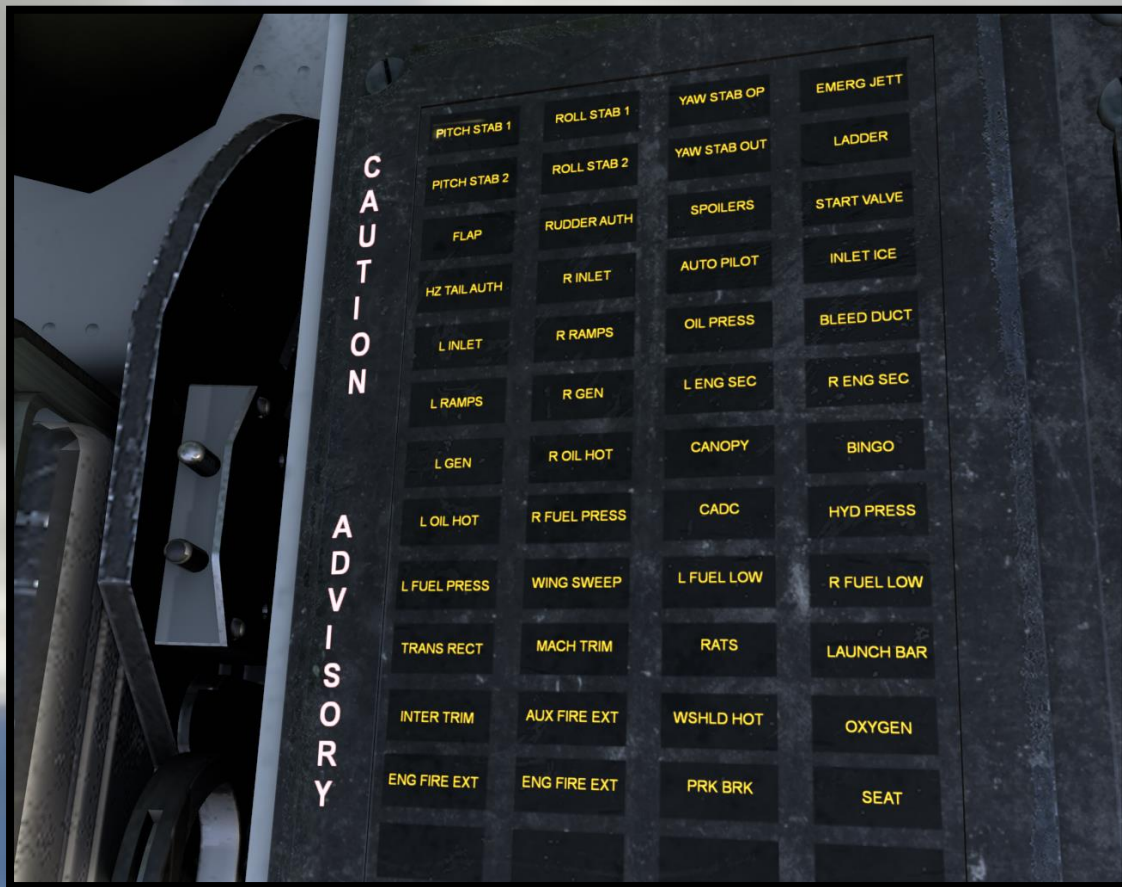 CAUTION
ADVISORY
PITCH STAB 1 ROLL STAB 1 YAW STAB OP EMERG JETT
PITCH STAB 2 ROLL STAB 2 YAW STAB OUT LADDER
FLAP RUDDER AUTH SPOILERS START VALVE
HZ TAIL AUTH R INLET AUTO PILOT INLET ICE
L INLET R RAMPS OIL PRESS BLEED DUCT
L RAMPS R GEN L ENG SEC R ENG SEC
L GEN R OIL HOT CANOPY BINGO
L OIL HOT R FUEL PRESS CADC HYD PRESS
L FUEL PRESS WING SWEEP L FUEL LOW R FUEL LOW
TRANS RECT MACH TRIM RATS LAUNCH BAR
INTER TRIM AUX FIRE EXT WSHLD HOT OXYGEN
ENG FIRE EXT ENG FIRE EXT PRK BRK SEAT